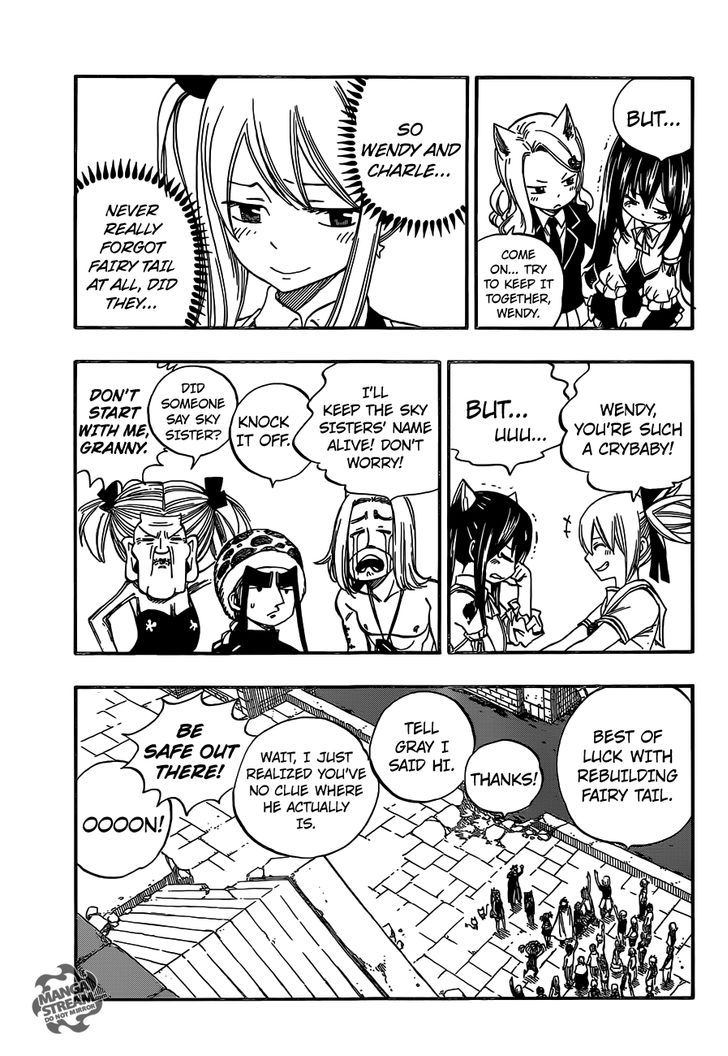 BUT...
COME
ON... TRY
TO KEEP IT
TOGETHER,
WENDY.
SO
WENDY AND
CHARLE...
NEVER
REALLY
FORGOT
FAIRY TAIL
AT ALL, DID
THEY...
WENDY,
YOU'RE SUCH
A CRYBABY!
BUT...
UUU...
I'LL
KEEP THE SKY
SISTERS' NAME
ALIVE! DON'T
WORRY!
KNOCK
IT OFF.
DID
SOMEONE
SAY SKY
SISTER?
DON'T
START
WITH ME,
GRANNY.
BEST OF
LUCK WITH
REBUILDING
FAIRY TAIL.
THANKS!
TELL
GRAY I
SAID HI.
WAIT, I JUST
REALIZED YOU'VE
NO CLUE WHERE
HE ACTUALLY
IS.
BE
SAFE OUT
THERE!
OOOON!
MANGA
STREAM
DO NOT MIRROR